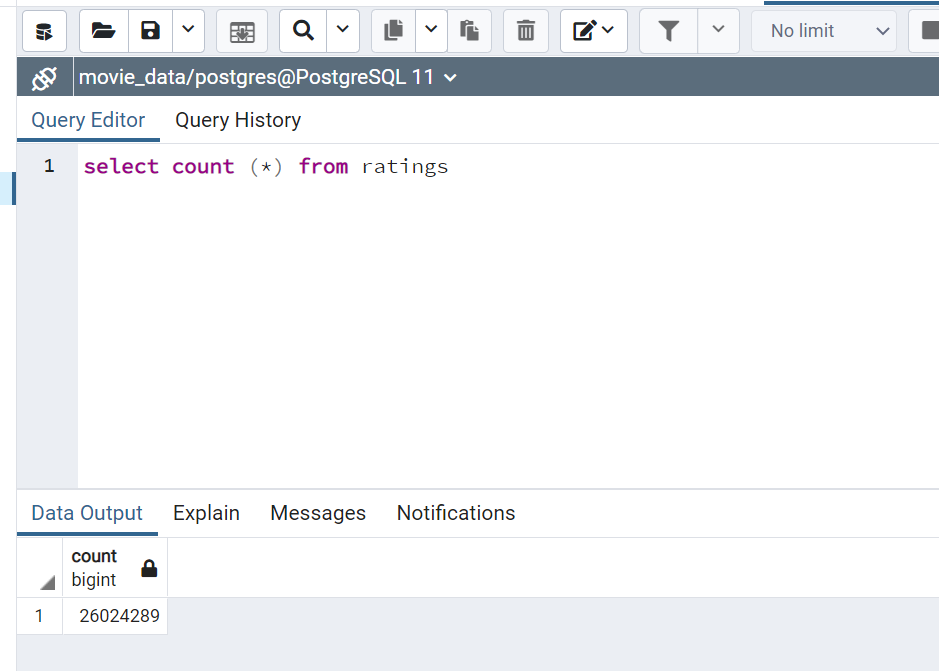 No limit
movie_data/postgres@PostgreSQL 11
Query Editor Query History
1 select count (*) from ratings
Data Output Explain Messages Notifications
count
bigint
1 26024289